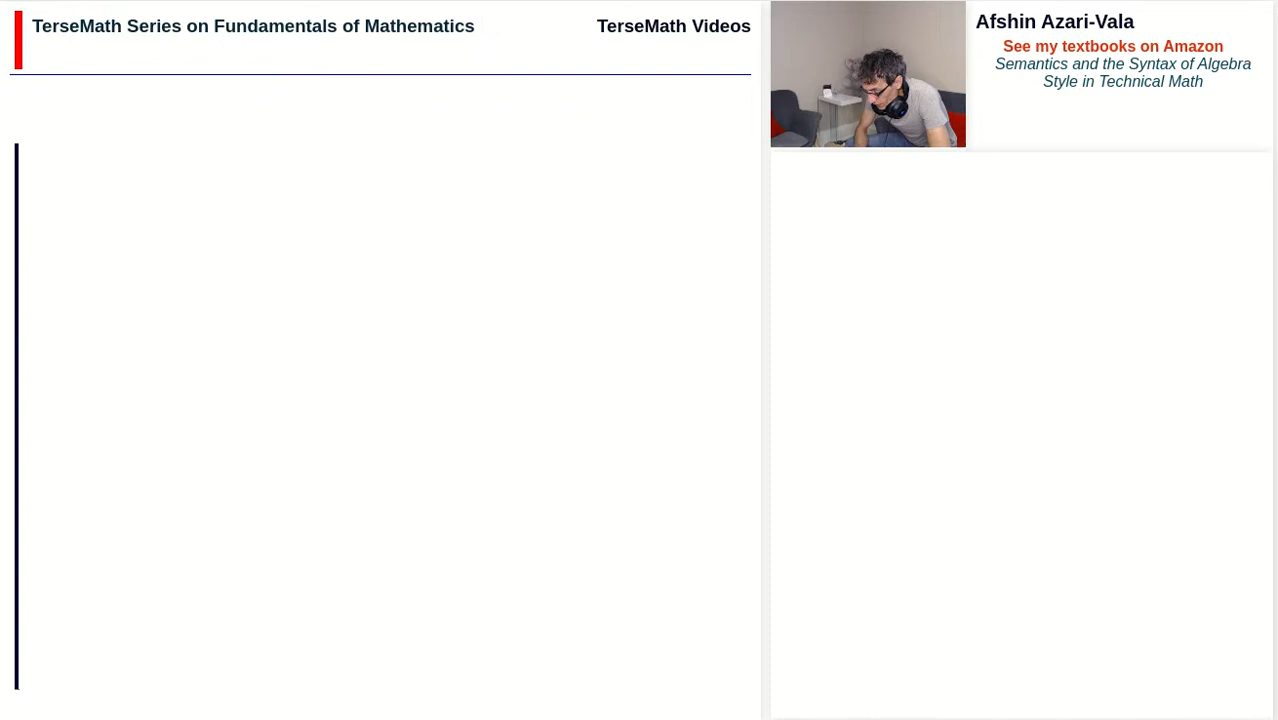 TerseMath Series on Fundamentals of Mathematics
TerseMath Videos
Afshin Azari-Vala
See my textbooks on Amazon
Semantics and the Syntax of Algebra
Style in Technical Math